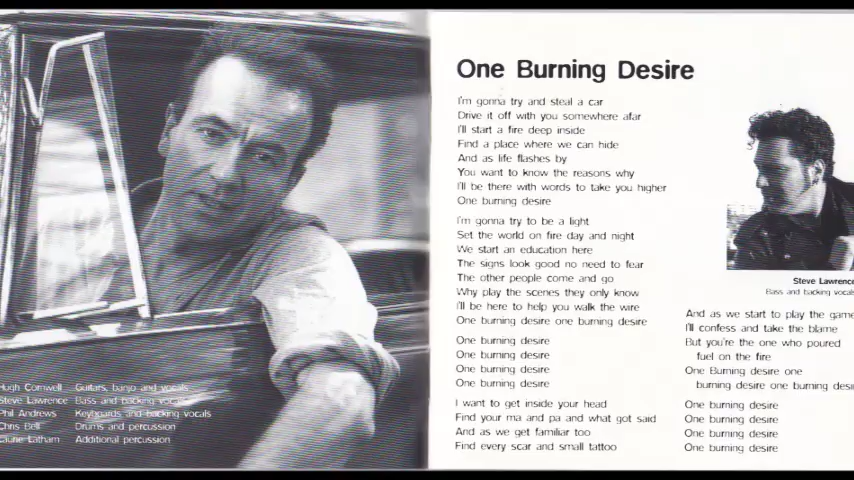 Hugh Cornwell Guitars, banjo and vocals
Steve Lawrence Bass and backing vocals
Phil Andrews Keyboards and backing vocals
Chris Bell Drums and percussion
Laurie Latham Additional percussion
One Burning Desire
I'm gonna try and steal a car
Drive it off with you somewhere afar
I'll start a fire deep inside
Find a place where we can hide
And as life flashes by
You want to know the reasons why
I'll be there with words to take you higher
One burning desire
I'm gonna try to be a light
Set the world on fire day and night
We start an education here
The signs look good no need to fear
The other people come and go
Why play the scenes they only know
I'll be here to help you walk the wire
One burning desire one burning desire
One burning desire
One burning desire
One burning desire
One burning desire
I want to get inside your head
Find your ma and pa and what got said
And as we get familiar too
Find every scar and small tattoo
Steve Lawrence
Bass and backing vocals
And as we start to play the game
I'll confess and take the blame
But you're the one who poured
fuel on the fire
One Burning desire one
burning desire one burning desi
One burning desire
One burning desire
One burning desire
One burning desire